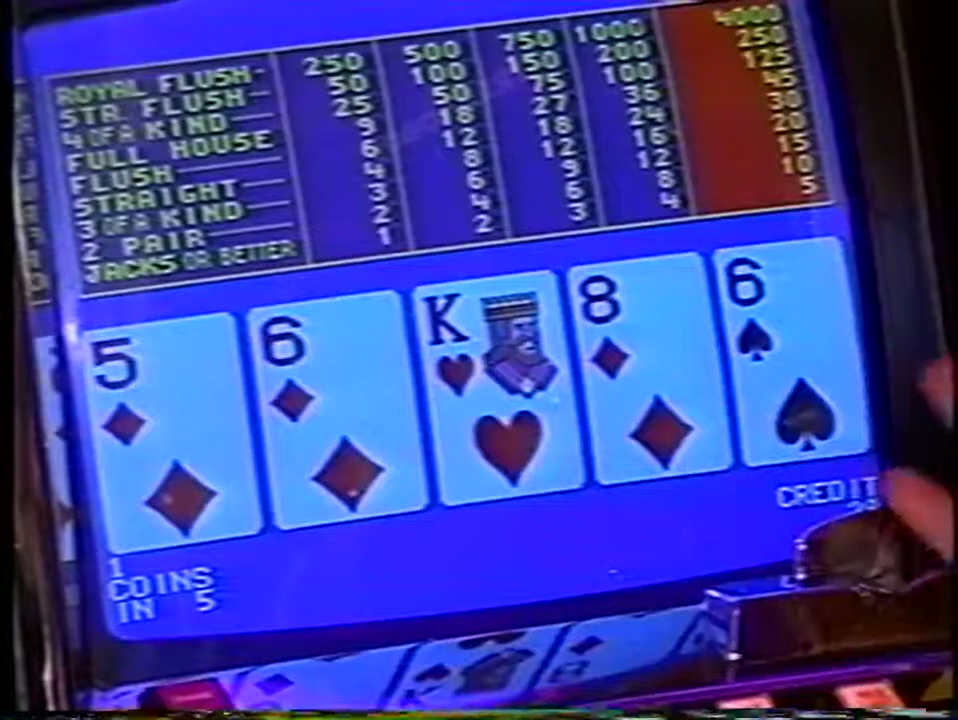 ROYAL FLUSH 250 500 750 1000 4000
STR. FLUSH 50 100 150 200 250
4 OF A KIND 25 50 75 100 125
FULL HOUSE 9 18 27 36 45
FLUSH 6 12 18 24 30
STRAIGHT 4 8 12 16 20
3 OF A KIND 3 6 9 12 15
2 PAIR 2 4 6 8 10
JACKS OR BETTER 1 2 3 4 5
5 6 K 8 6
CREDIT
1
COINS
IN 5